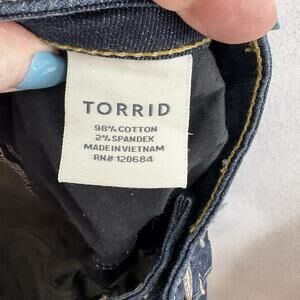 TORRID
98% COTTON
2% SPANDEX
MADE IN VIETNAM
RN# 120684